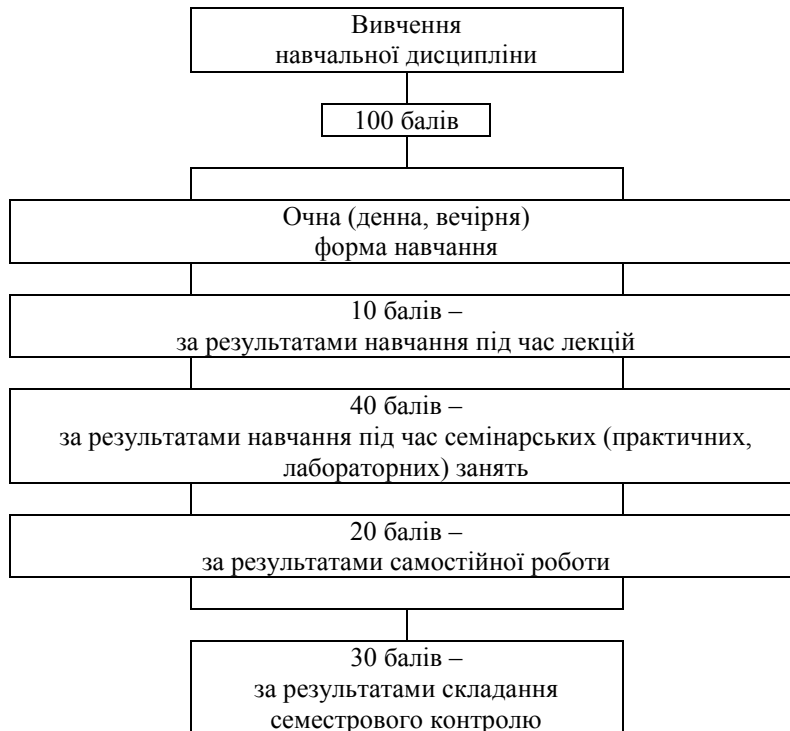 Вивчення
навчальної дисципліни
100 балів
Очна (денна, вечірня)
форма навчання
10 балів –
за результатами навчання під час лекцій
40 балів –
за результатами навчання під час семінарських (практичних,
лабораторних) занять
20 балів –
за результатами самостійної роботи
30 балів –
за результатами складання
семестрового контролю